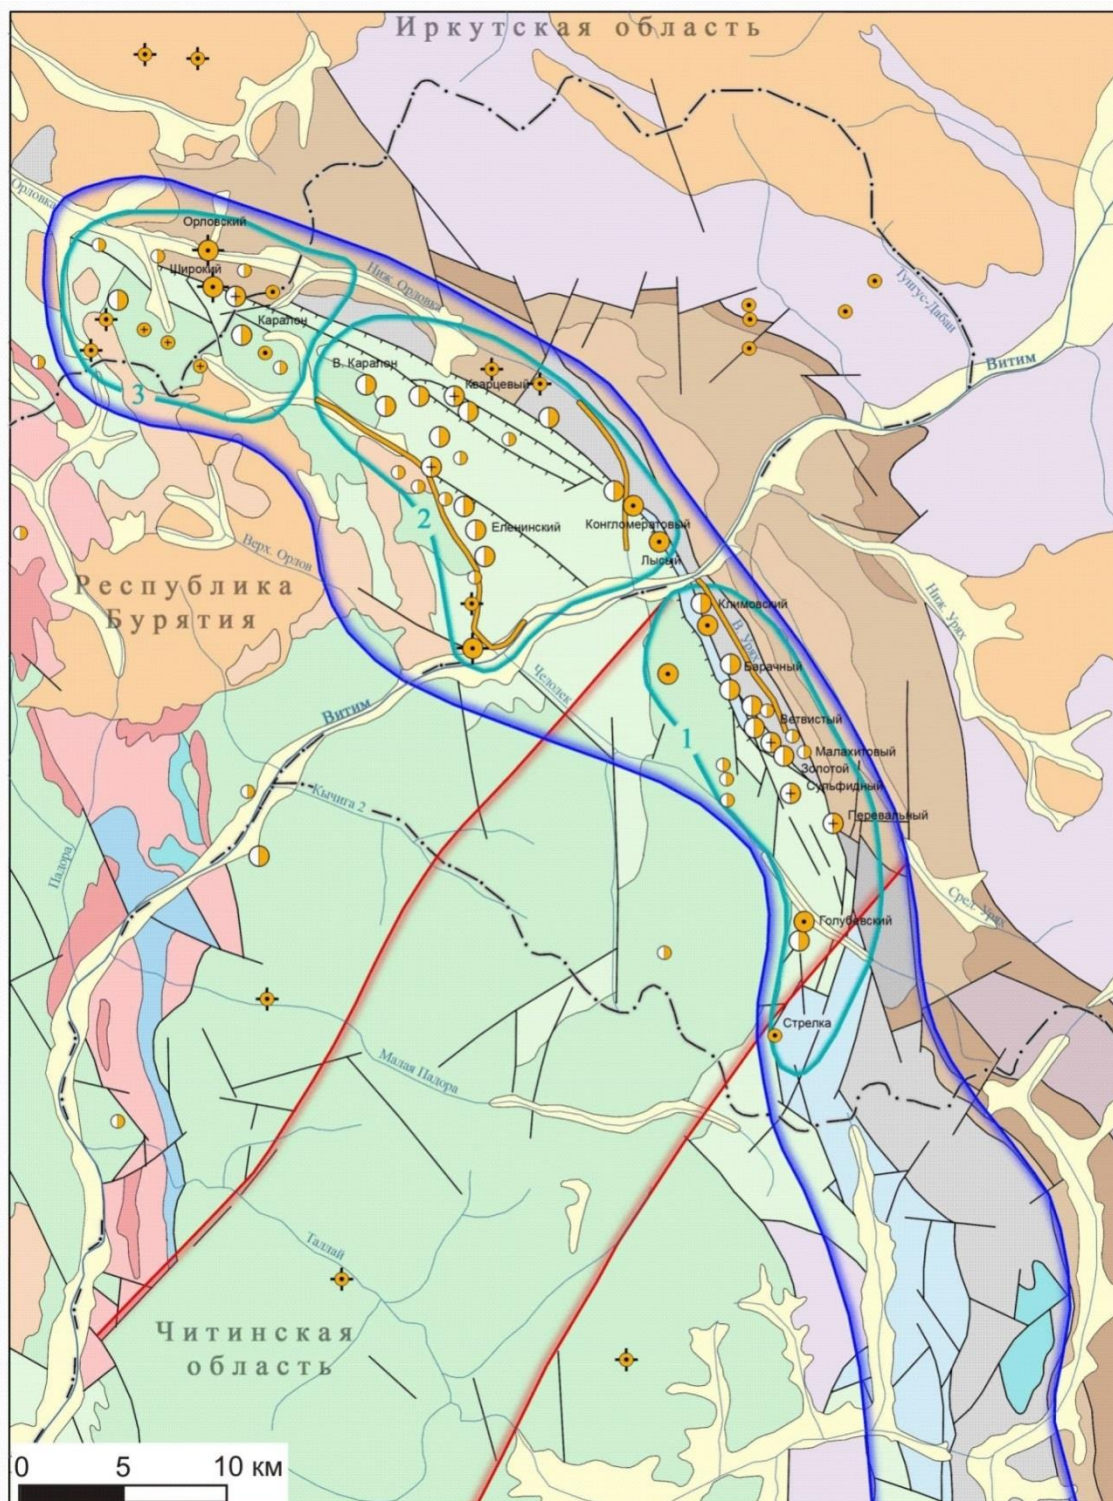 Иркутская область
Орловка
Орловский
Широкий
Ниж. Орловка
Тунгус-Дабан
Каралон
Витим
В. Каралон
Кварцевый
3
2
Еленинский
Конгломератовый
Верх. Орлов
Лысый
Республика
Бурятия
Климовский
Ниж. Урях
В. Урях
Барачный
Челолек
Витим
Ветвистый
1
Малахитовый
Золотой
Сульфидный
Кычига 2
Перевальный
Падора
Сред. Урях
Голубевский
Стрелка
Малая Падора
Таллай
Читинская
область
0 5 10 км